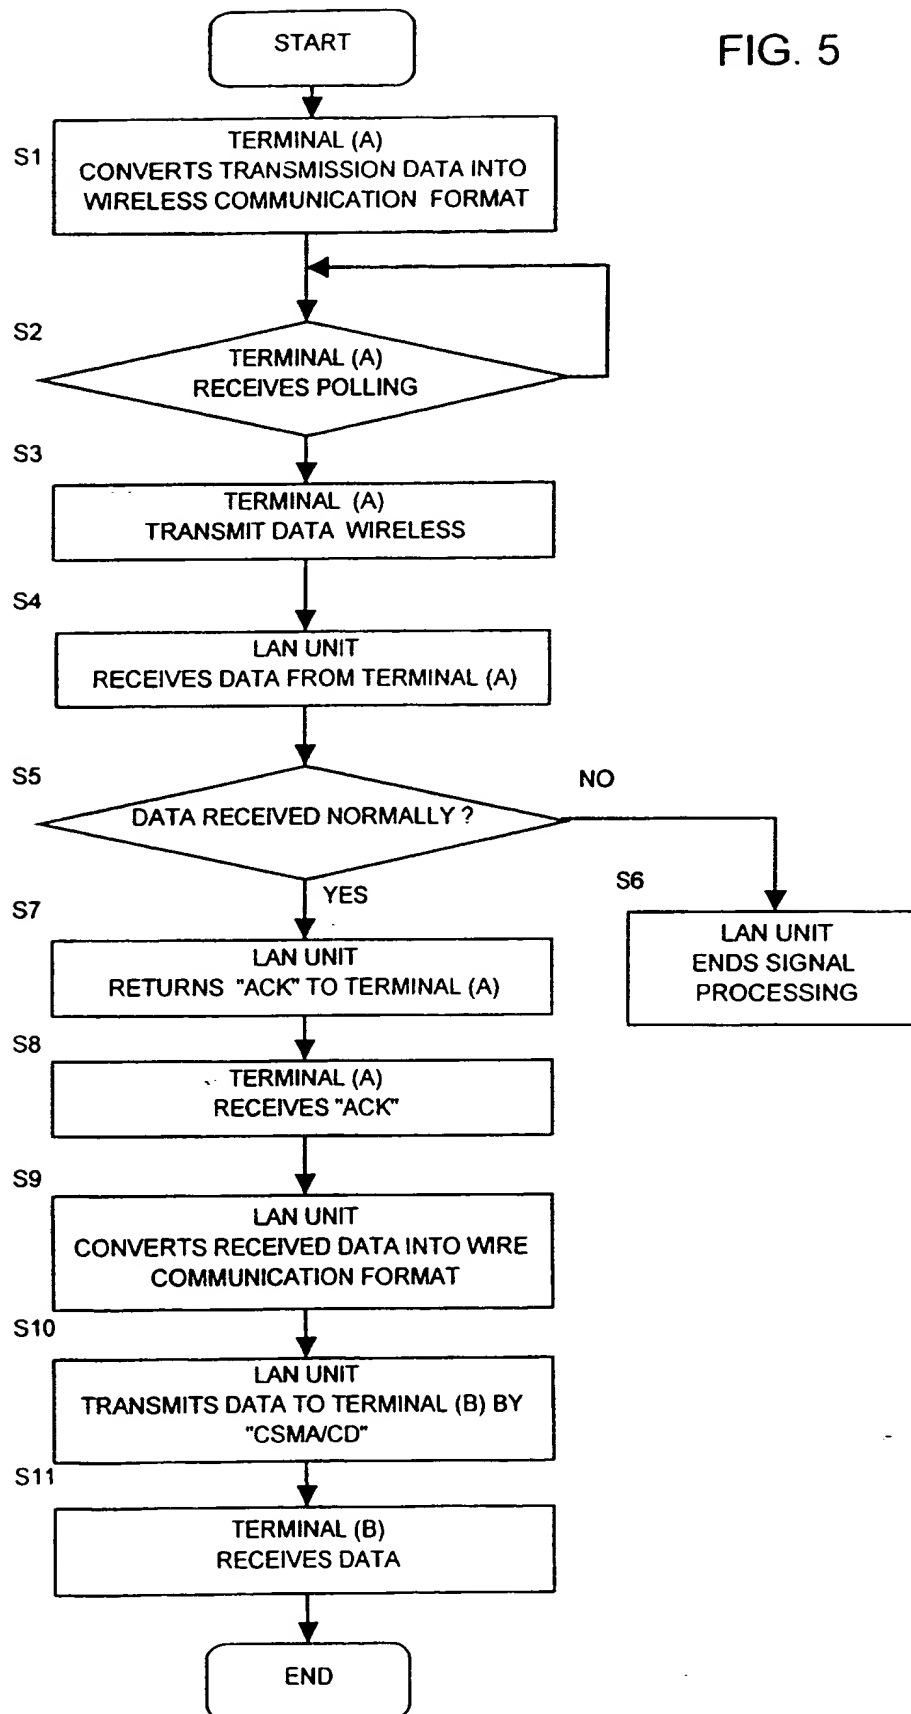 START
FIG. 5
S1
TERMINAL (A)
CONVERTS TRANSMISSION DATA INTO
WIRELESS COMMUNICATION FORMAT
S2
TERMINAL (A)
RECEIVES POLLING
S3
TERMINAL (A)
TRANSMIT DATA WIRELESS
S4
LAN UNIT
RECEIVES DATA FROM TERMINAL (A)
S5
DATA RECEIVED NORMALLY ?
NO
YES
S6
LAN UNIT
ENDS SIGNAL
PROCESSING
S7
LAN UNIT
RETURNS "ACK" TO TERMINAL (A)
S8
TERMINAL (A)
RECEIVES "ACK"
S9
LAN UNIT
CONVERTS RECEIVED DATA INTO WIRE
COMMUNICATION FORMAT
S10
LAN UNIT
TRANSMITS DATA TO TERMINAL (B) BY
"CSMA/CD"
S11
TERMINAL (B)
RECEIVES DATA
END